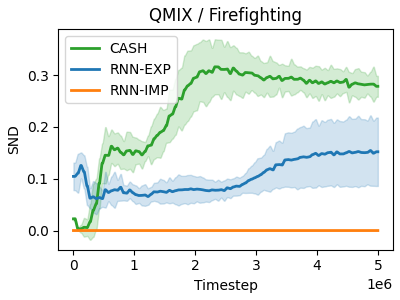 QMIX / Firefighting
CASH
RNN-EXP
RNN-IMP
SND
0.3
0.2
0.1
0.0
0 1 2 3 4 5
1e6
Timestep